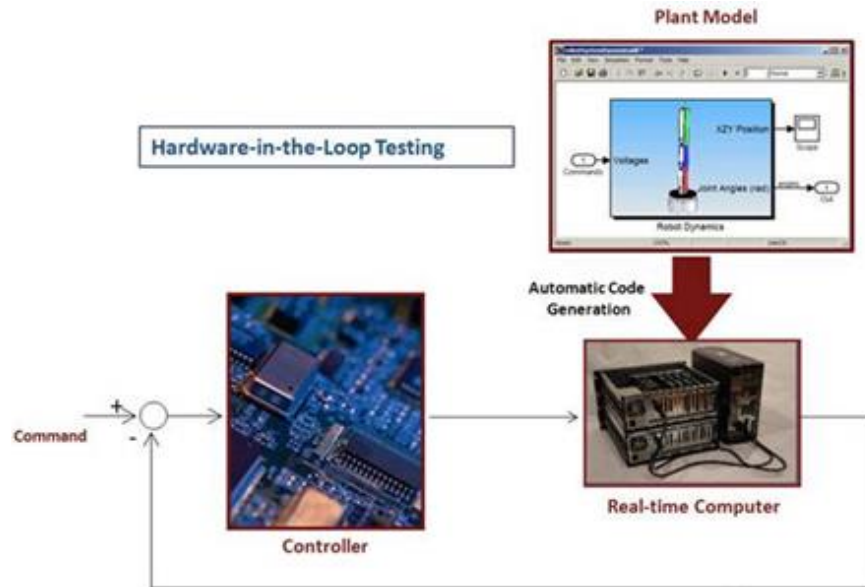 Plant Model
Hardware-in-the-Loop Testing
XZY Position
Scope
Voltages
Commands
Joint Angles (rad)
Out
Robot Dynamics
Automatic Code
Generation
+
-
Command
Real-time Computer
Controller